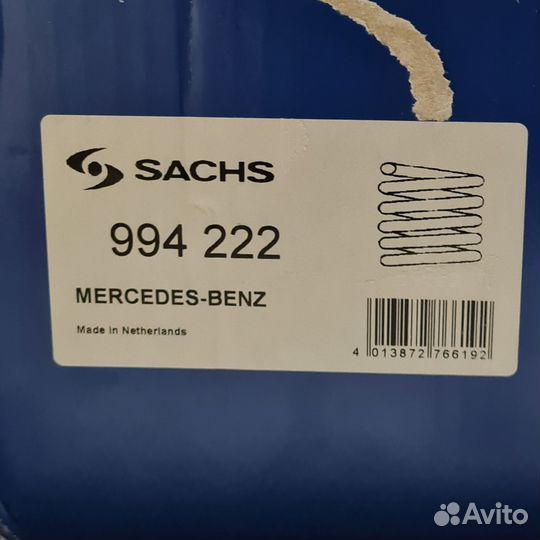 SACHS
994 222
MERCEDES-BENZ
Made in Netherlands
4 013872 766192
Avito